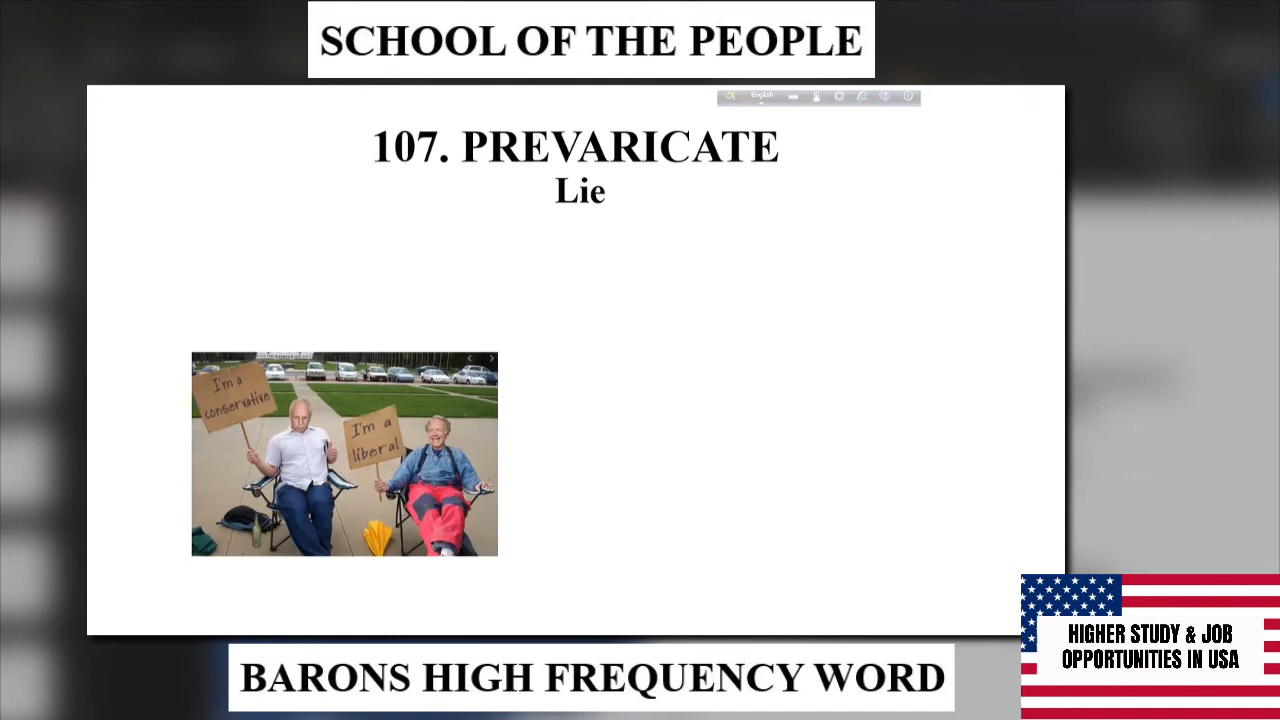 SCHOOL OF THE PEOPLE
English
107. PREVARICATE
Lie
I'm a
conservative
I'm a
liberal
HIGHER STUDY & JOB
OPPORTUNITIES IN USA
BARONS HIGH FREQUENCY WORD